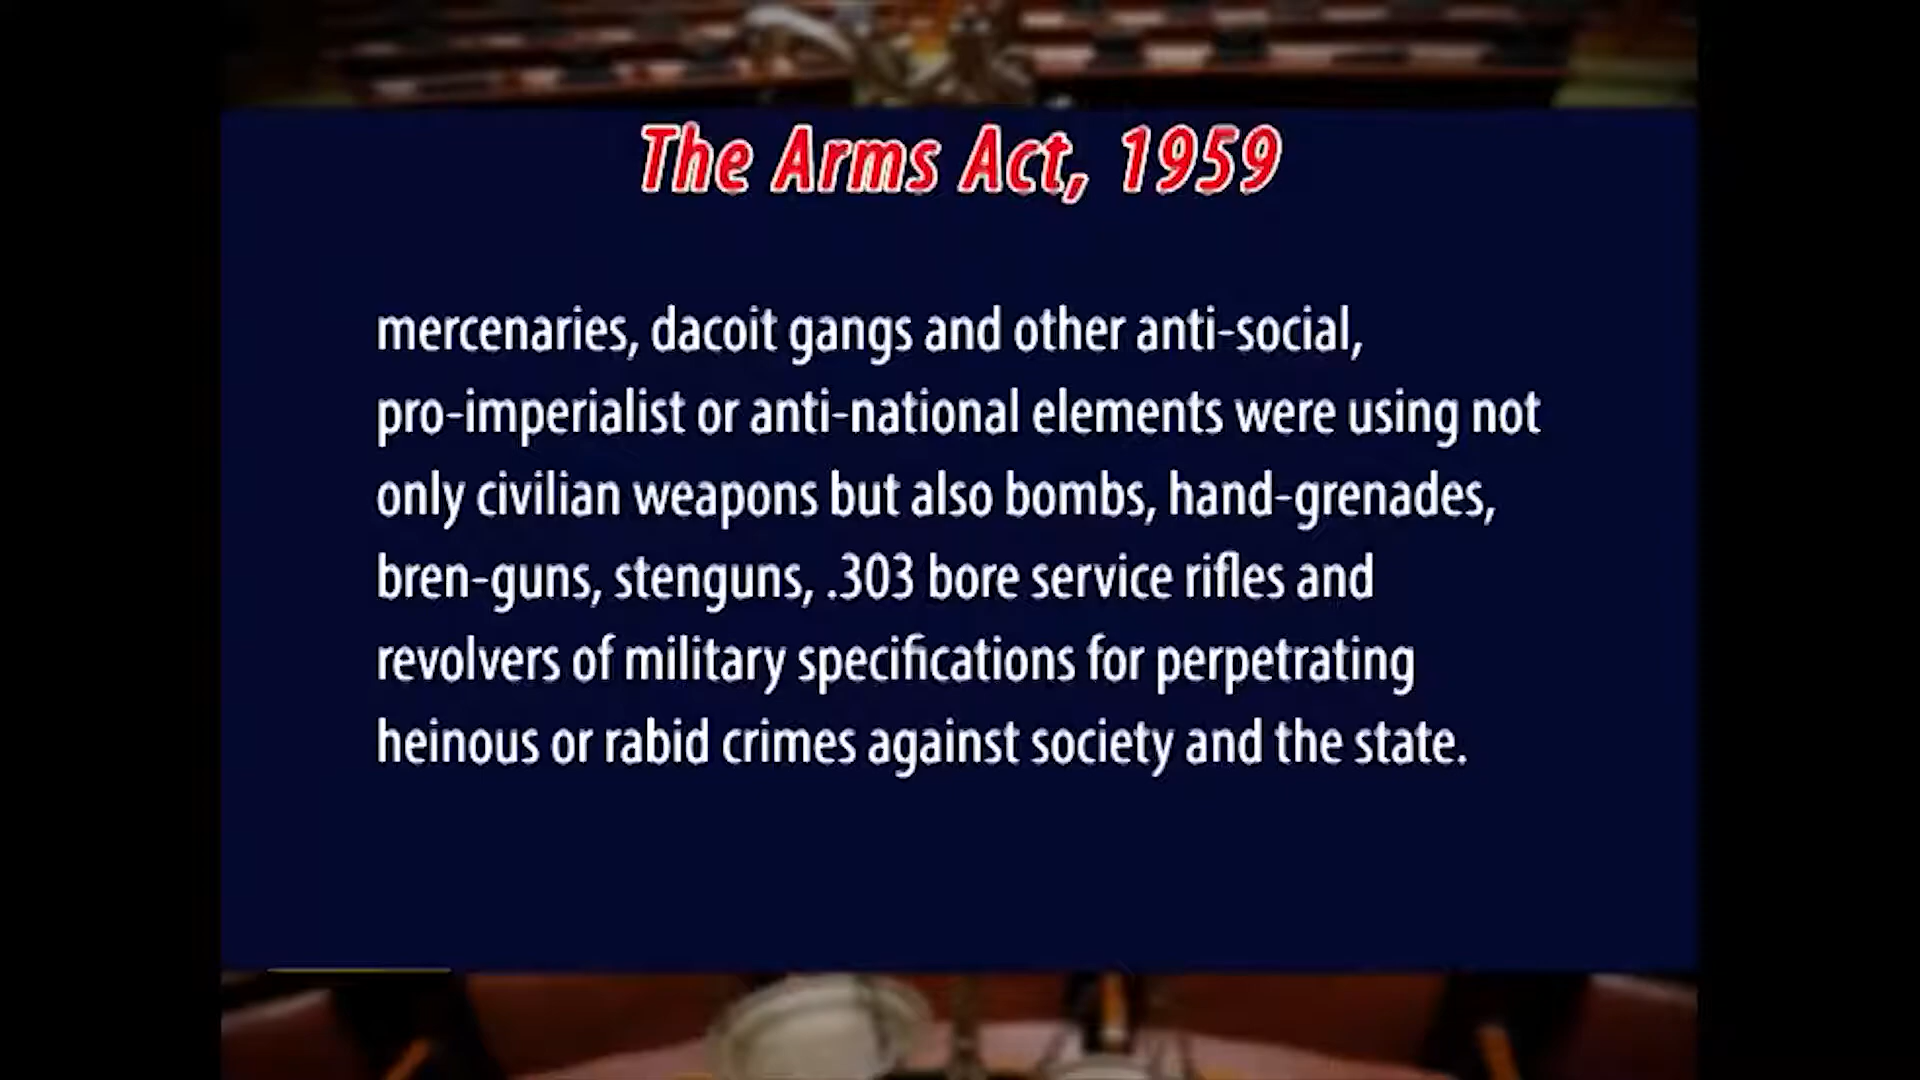 The Arms Act, 1959
mercenaries, dacoit gangs and other anti-social,
pro-imperialist or anti-national elements were using not
only civilian weapons but also bombs, hand-grenades,
bren-guns, stenguns, .303 bore service rifles and
revolvers of military specifications for perpetrating
heinous or rabid crimes against society and the state.